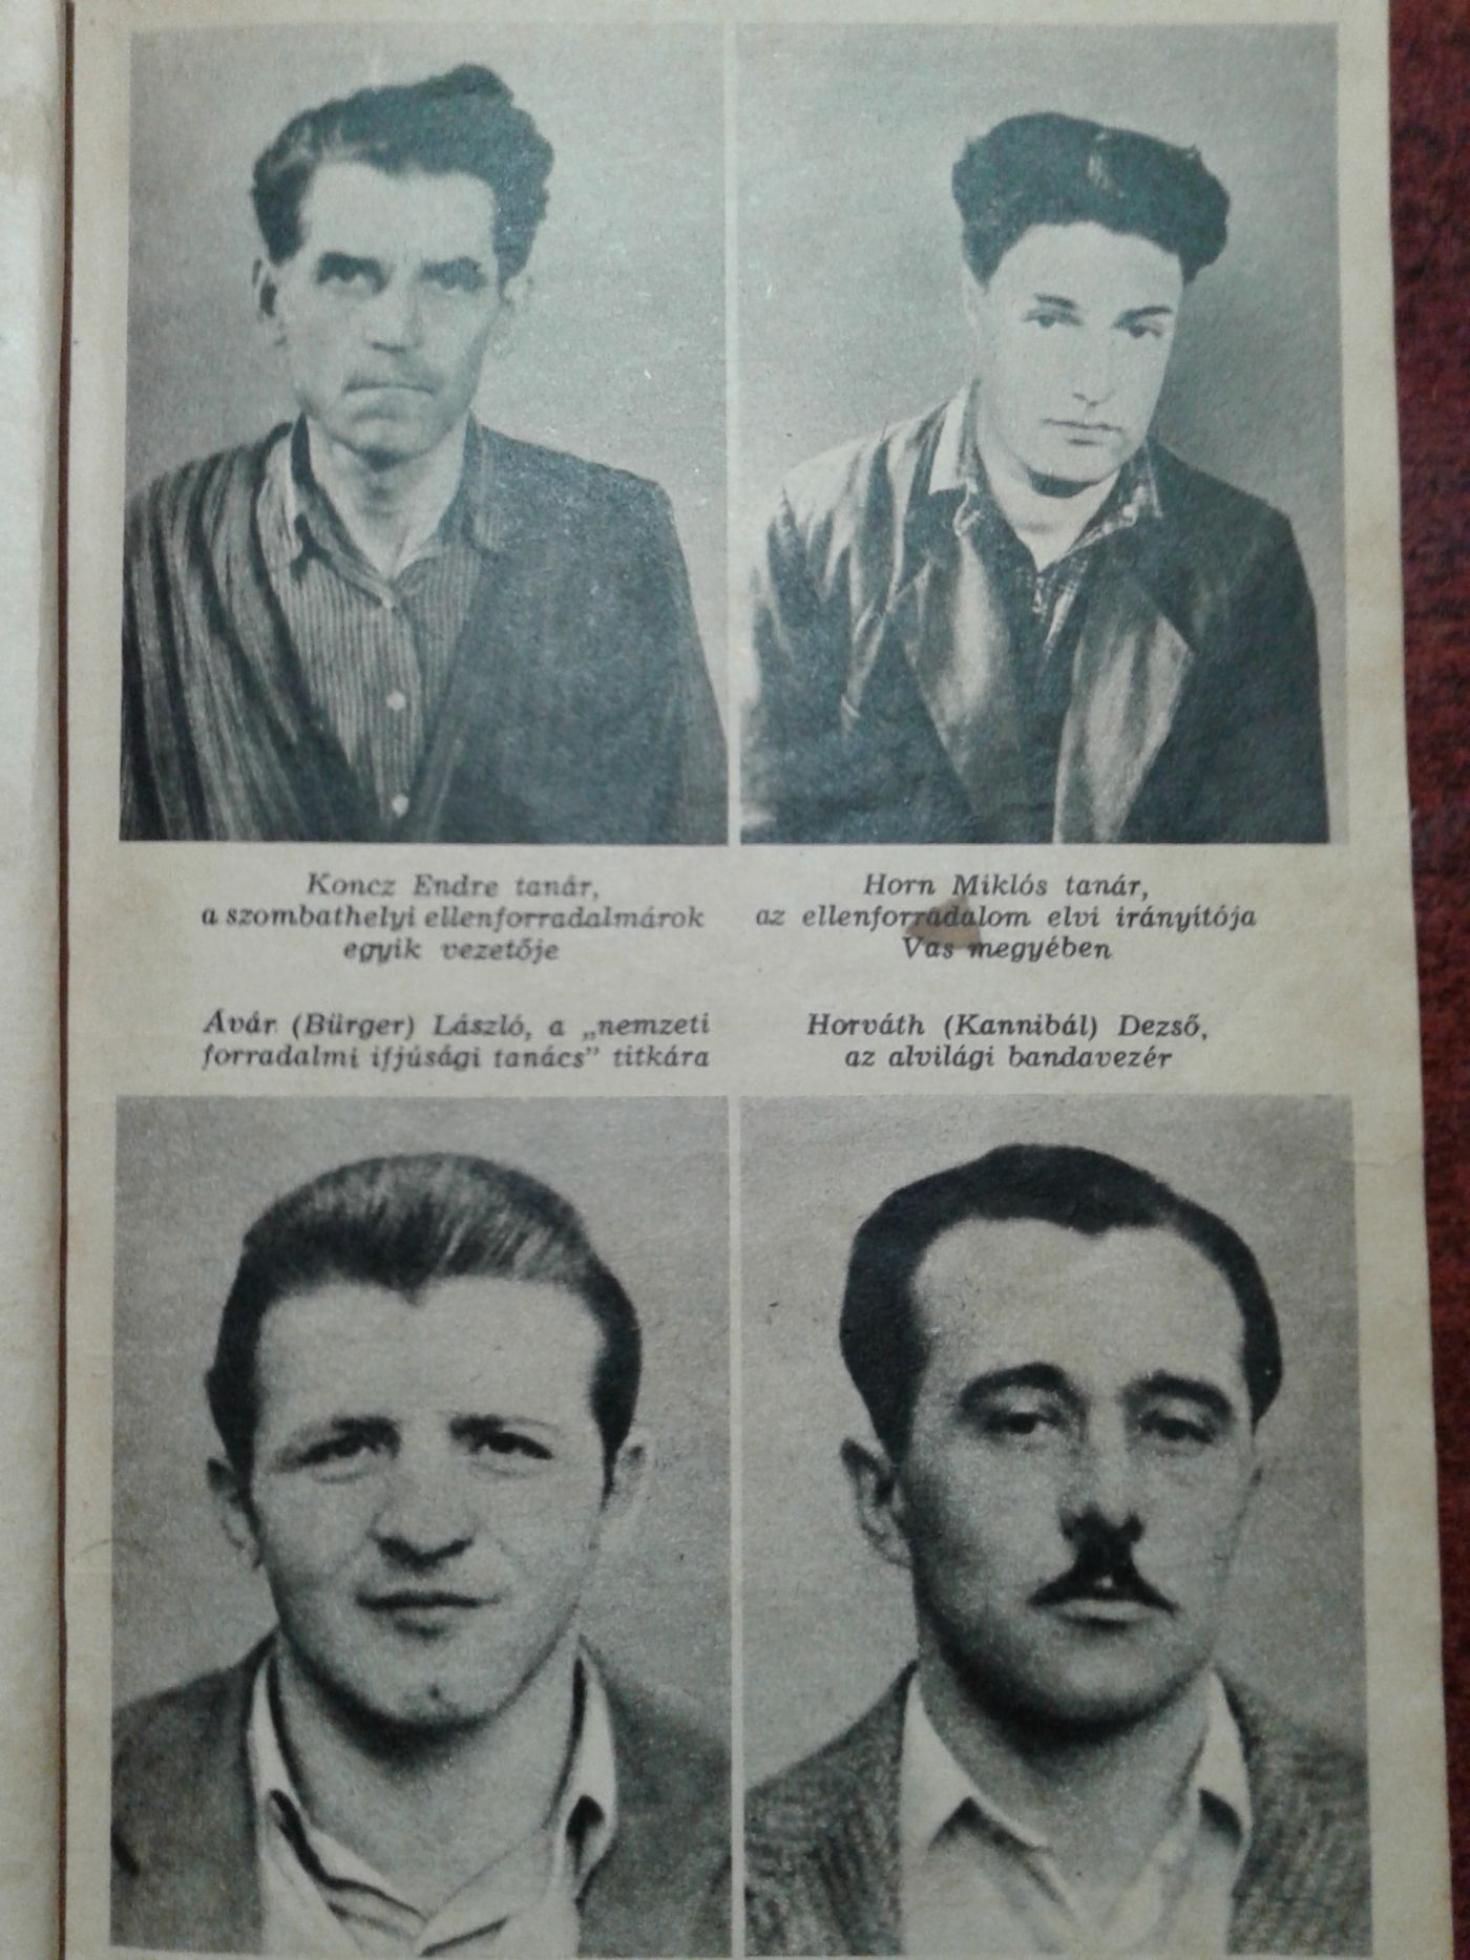 Koncz Endre tanár,
a szombathelyi ellenforradalmárok
egyik vezetője
Horn Miklós tanár,
az ellenforradalom elvi irányítója
Vas megyében
Avár (Bürger) László, a „nemzeti
forradalmi ifjúsági tanács” titkára
Horváth (Kannibál) Dezső,
az alvilági bandavezér